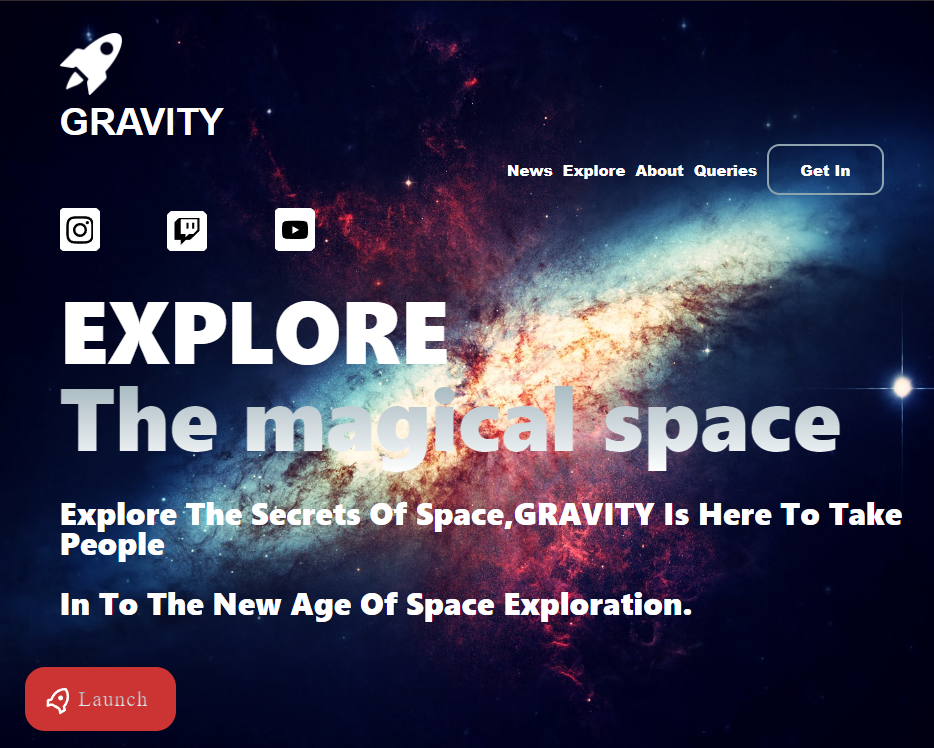 GRAVITY
News Explore About Queries Get In
EXPLORE
The magical space
Explore The Secrets Of Space,GRAVITY Is Here To Take
People
In To The New Age Of Space Exploration.
Launch